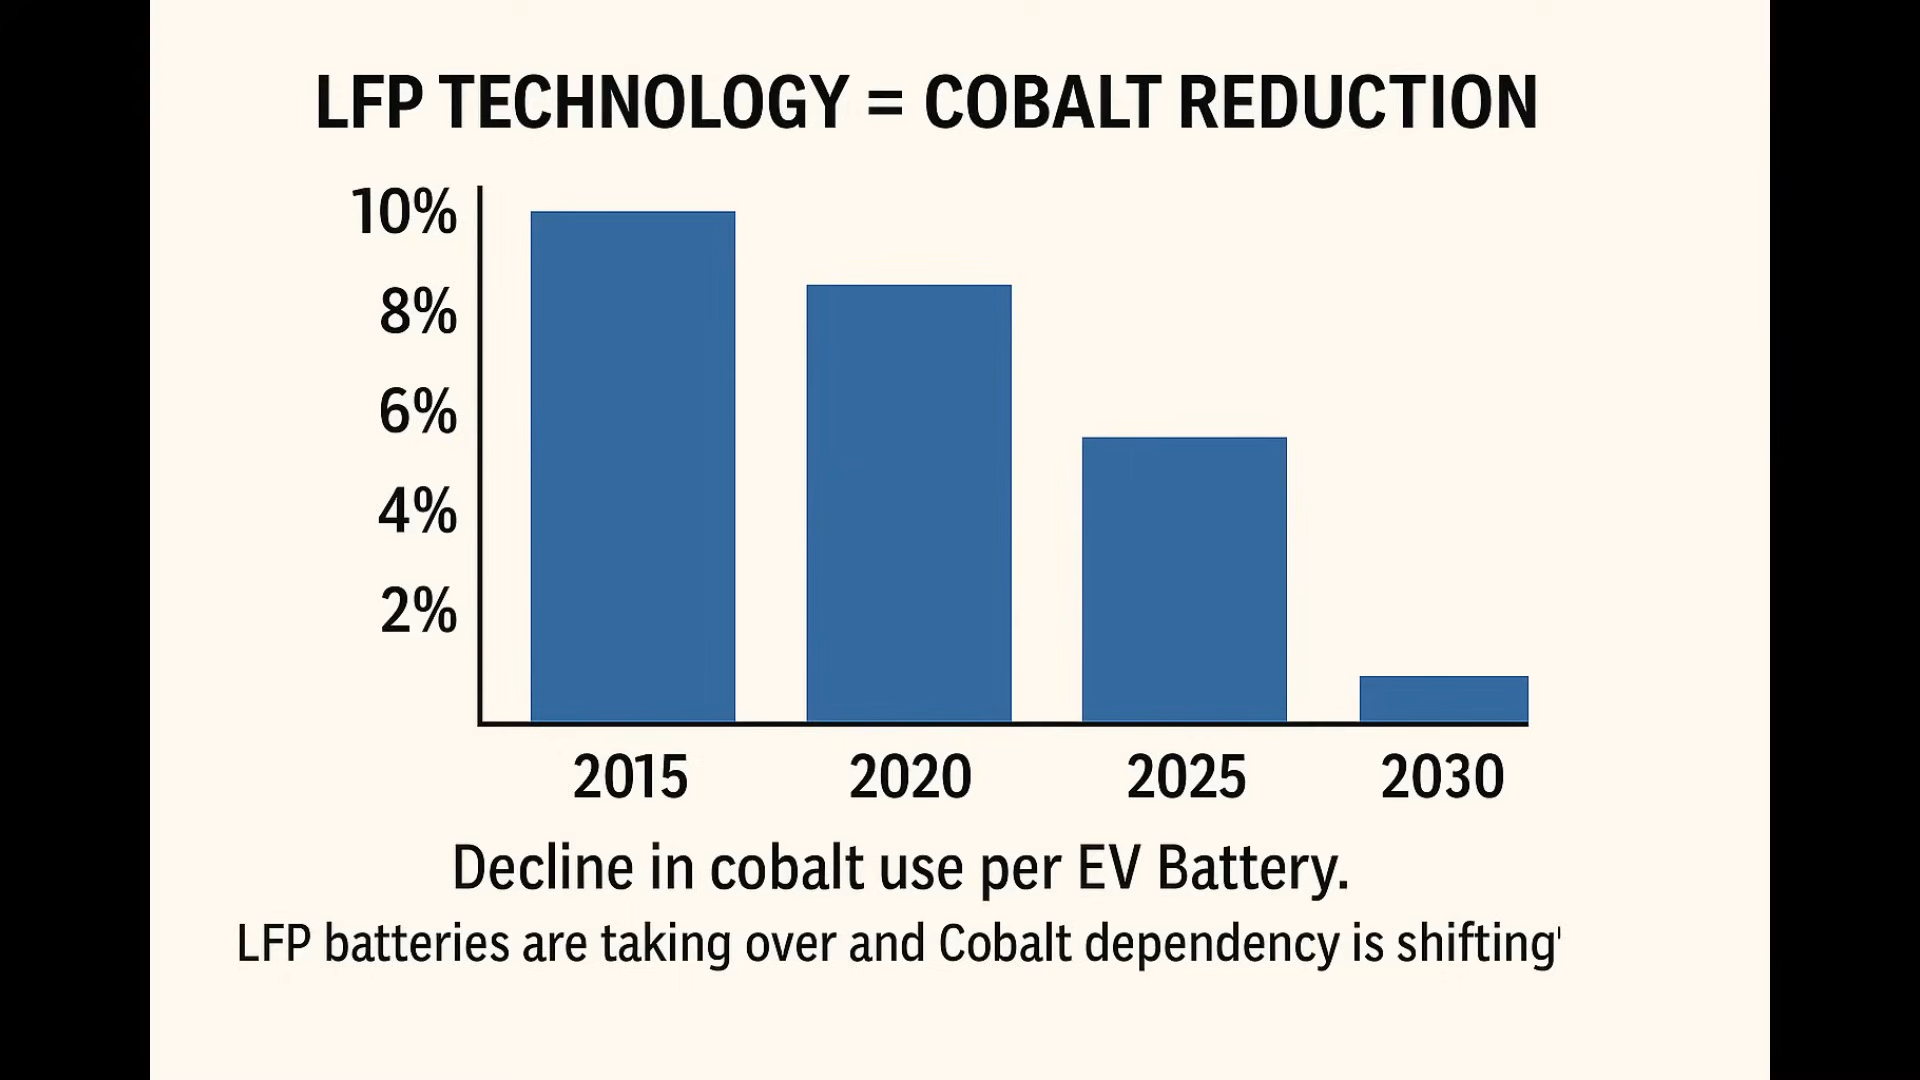 LFP TECHNOLOGY = COBALT REDUCTION
10%
8%
6%
4%
2%
2015 2020 2025 2030
Decline in cobalt use per EV Battery.
LFP batteries are taking over and Cobalt dependency is shifting'